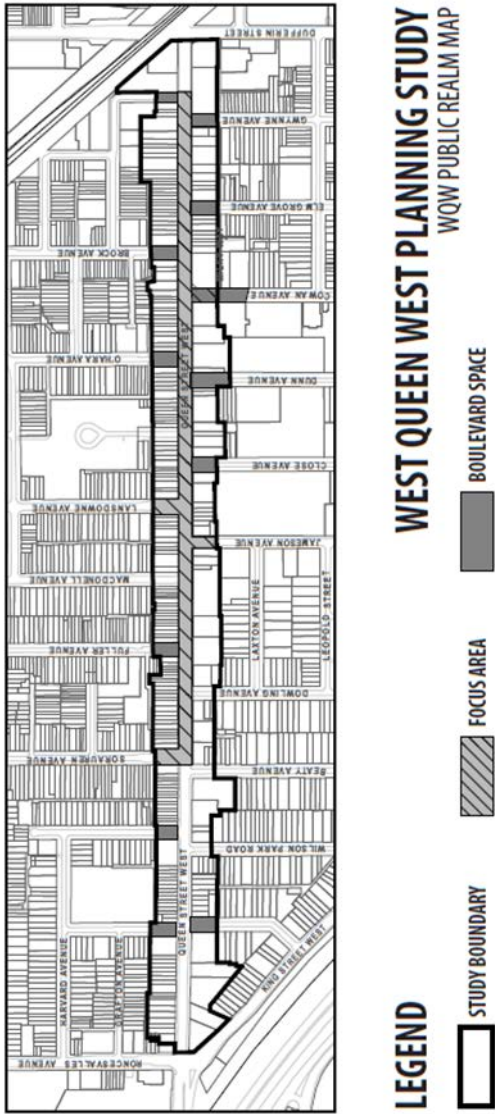 DUFFERIN STREET
GWYNNE AVENUE
ELM GROVE AVENUE
BROCK AVENUE
COWAN AVENUE
O'HARA AVENUE
QUEEN STREET WEST
DUNN AVENUE
CLOSE AVENUE
LANSDOWNE AVENUE
JAMESON AVENUE
MACDONELL AVENUE
LAXTON AVENUE
LEOPOLD STREET
FULLER AVENUE
DOWLING AVENUE
SORAUREN AVENUE
BEATY AVENUE
WILSON PARK ROAD
QUEEN STREET WEST
HARVARD AVENUE
GRAFTON AVENUE
KING STREET WEST
RONCESVALLES AVENUE
WEST QUEEN WEST PLANNING STUDY
WQW PUBLIC REALM MAP
LEGEND
STUDY BOUNDARY
FOCUS AREA
BOULEVARD SPACE